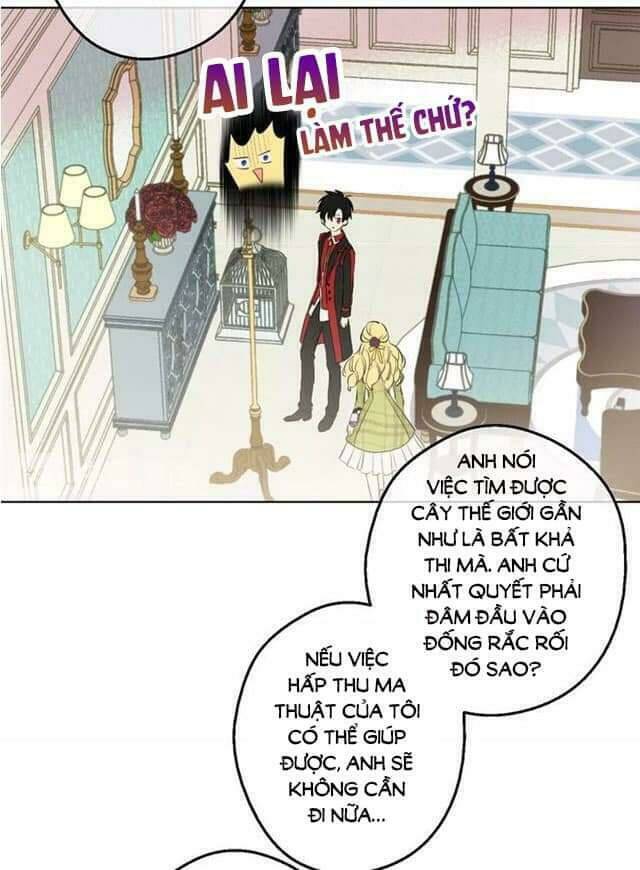 AI LẠI
LÀM THẾ CHỨ?
ANH NÓI
VIỆC TÌM ĐƯỢC
CÂY THẾ GIỚI GẦN
NHƯ LÀ BẤT KHẢ
THI MÀ. ANH CỨ
NHẤT QUYẾT PHẢI
ĐÂM ĐẦU VÀO
ĐỐNG RẮC RỐI
ĐÓ SAO?
NẾU VIỆC
HẤP THU MA
THUẬT CỦA TÔI
CÓ THỂ GIÚP
ĐƯỢC, ANH SẼ
KHÔNG CẦN
ĐI NỮA...